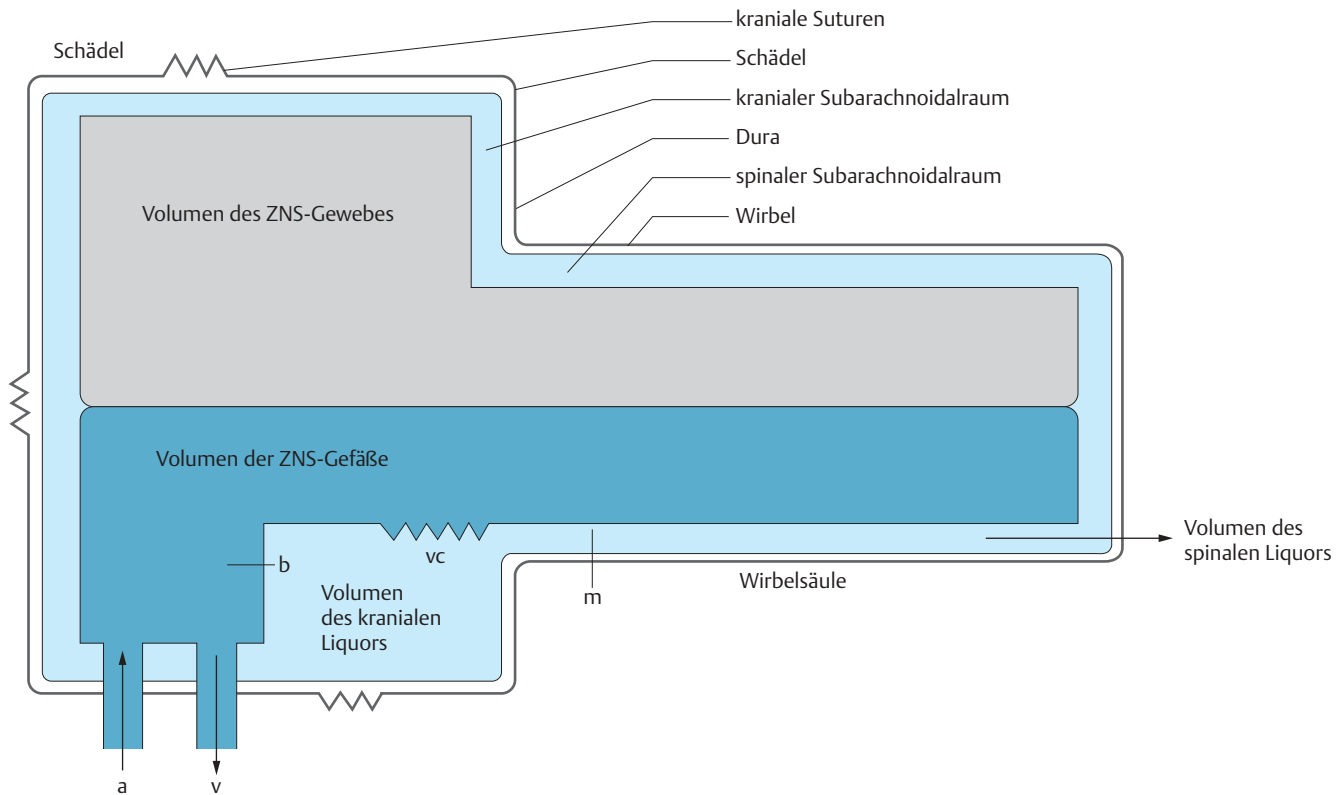 kraniale Suturen
Schädel
Schädel
kranialer Subarachnoidalraum
Dura
spinaler Subarachnoidalraum
Wirbel
Volumen des ZNS-Gewebes
Volumen der ZNS-Gefäße
Volumen des
spinalen Liquors
b
vc
Wirbelsäule
Volumen
des kranialen
Liquors
m
a
v